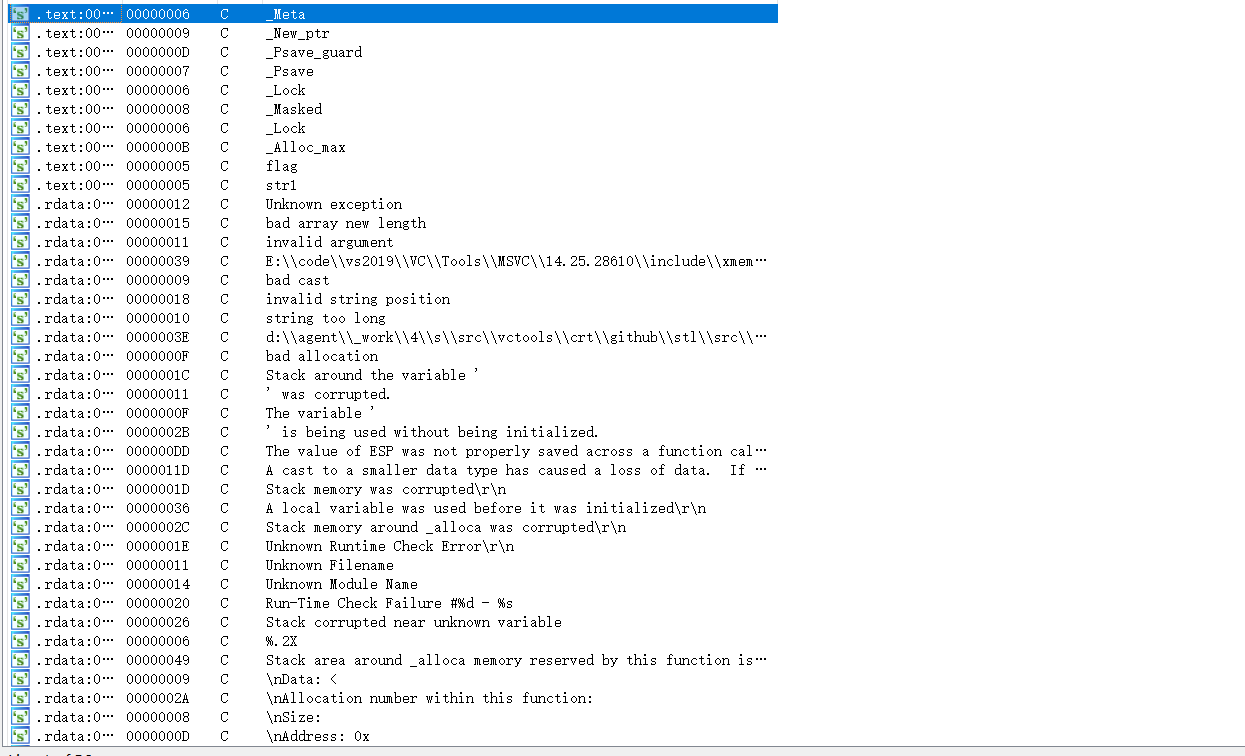 .text:00… 00000006 C _Meta
.text:00… 00000009 C _New_ptr
.text:00… 0000000D C _Psave_guard
.text:00… 00000007 C _Psave
.text:00… 00000006 C _Lock
.text:00… 00000008 C _Masked
.text:00… 00000006 C _Lock
.text:00… 0000000B C _Alloc_max
.text:00… 00000005 C flag
.text:00… 00000005 C str1
.rdata:0… 00000012 C Unknown exception
.rdata:0… 00000015 C bad array new length
.rdata:0… 00000011 C invalid argument
.rdata:0… 00000039 C E:\\code\\vs2019\\VC\\Tools\\MSVC\\14.25.28610\\include\\xmem…
.rdata:0… 00000009 C bad cast
.rdata:0… 00000018 C invalid string position
.rdata:0… 00000010 C string too long
.rdata:0… 0000003E C d:\\agent\\_work\\4\\s\\src\\vctools\\crt\\github\\stl\\src\\…
.rdata:0… 0000000F C bad allocation
.rdata:0… 0000001C C Stack around the variable '
.rdata:0… 00000011 C ' was corrupted.
.rdata:0… 0000000F C The variable '
.rdata:0… 0000002B C ' is being used without being initialized.
.rdata:0… 000000DD C The value of ESP was not properly saved across a function cal…
.rdata:0… 0000011D C A cast to a smaller data type has caused a loss of data.  If …
.rdata:0… 0000001D C Stack memory was corrupted\r\n
.rdata:0… 00000036 C A local variable was used before it was initialized\r\n
.rdata:0… 0000002C C Stack memory around _alloca was corrupted\r\n
.rdata:0… 0000001E C Unknown Runtime Check Error\r\n
.rdata:0… 00000011 C Unknown Filename
.rdata:0… 00000014 C Unknown Module Name
.rdata:0… 00000020 C Run-Time Check Failure #%d - %s
.rdata:0… 00000026 C Stack corrupted near unknown variable
.rdata:0… 00000006 C %.2X
.rdata:0… 00000049 C Stack area around _alloca memory reserved by this function is…
.rdata:0… 00000009 C \nData: <
.rdata:0… 0000002A C \nAllocation number within this function:
.rdata:0… 00000008 C \nSize:
.rdata:0… 0000000D C \nAddress: 0x